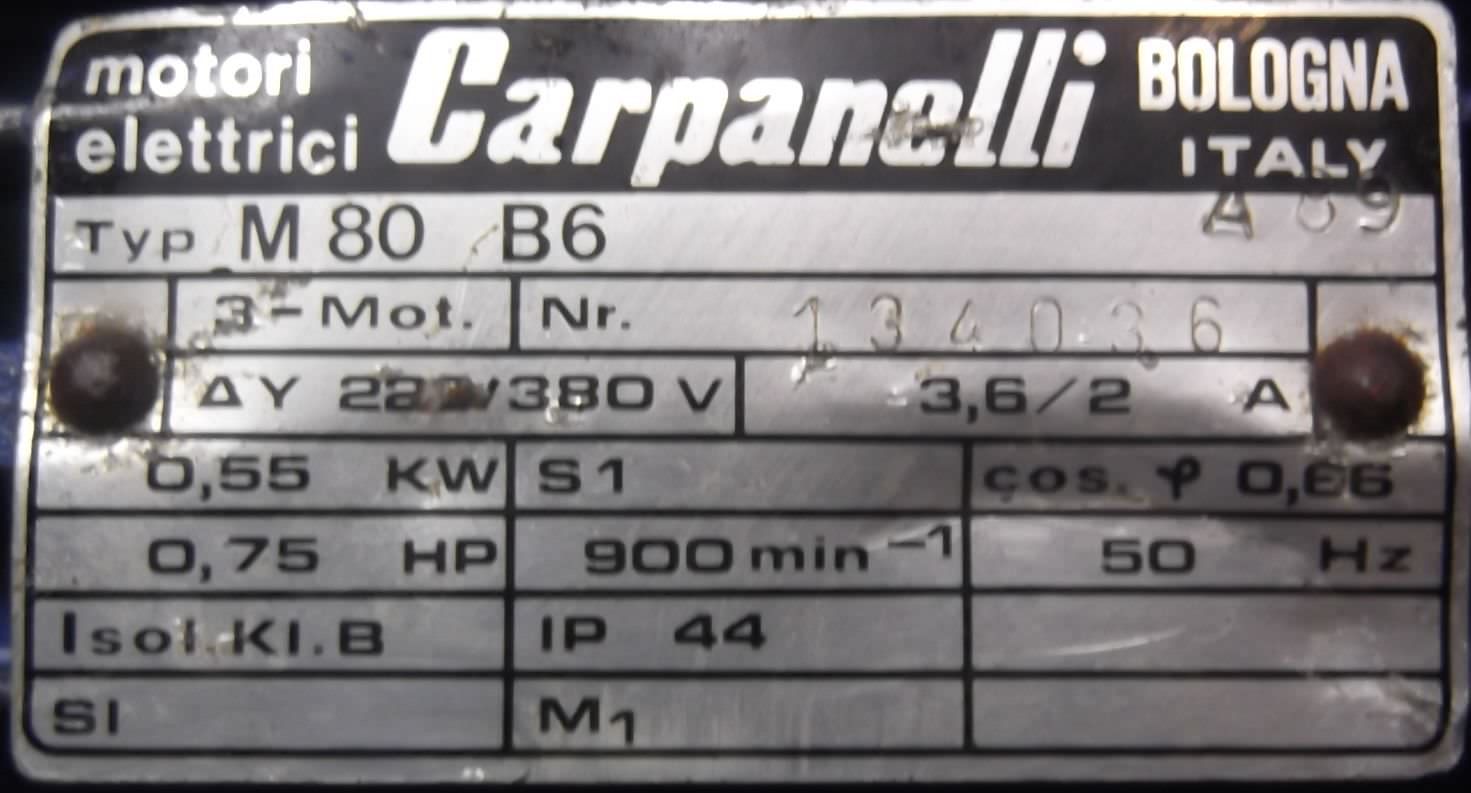 motori elettrici Carpanelli BOLOGNA ITALY
Typ M 80 B6
3-Mot. Nr. 134036
ΔY /380 V 3,6/2 A
0,55 KW S1 cos. φ 0,66
0,75 HP 900 min⁻¹ 50 Hz
Isol.Kl.B IP 44
SI M₁